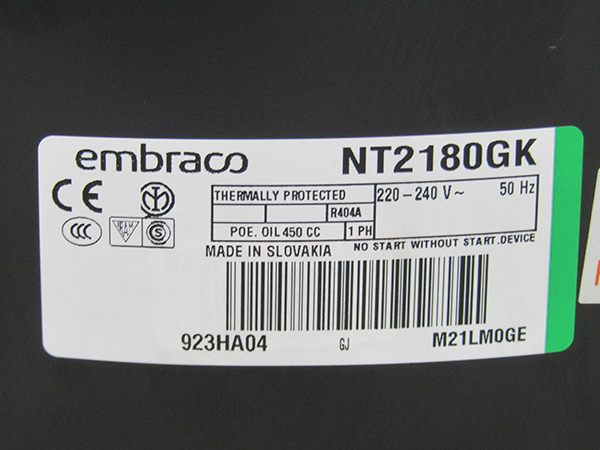 embraco
NT2180GK
CE
THERMALLY PROTECTED
220-240 V~ 50 Hz
R404A
CCC
S
POE. OIL 450 CC
1 PH
MADE IN SLOVAKIA
NO START WITHOUT START.DEVICE
923HA04
GJ
M21LM0GE